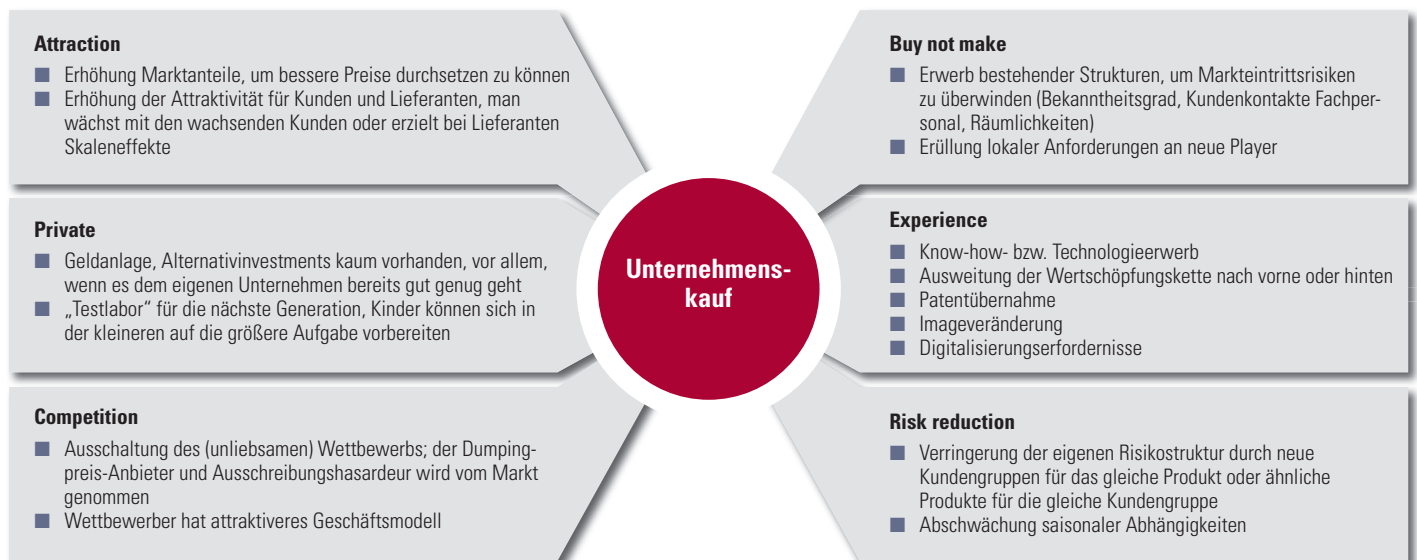 Attraction
Erhöhung Marktanteile, um bessere Preise durchsetzen zu können
Erhöhung der Attraktivität für Kunden und Lieferanten, man
wächst mit den wachsenden Kunden oder erzielt bei Lieferanten
Skaleneffekte
Private
Geldanlage, Alternativinvestments kaum vorhanden, vor allem,
wenn es dem eigenen Unternehmen bereits gut genug geht
„Testlabor“ für die nächste Generation, Kinder können sich in
der kleineren auf die größere Aufgabe vorbereiten
Competition
Ausschaltung des (unliebsamen) Wettbewerbs; der Dumping-
preis-Anbieter und Ausschreibungshasardeur wird vom Markt
genommen
Wettbewerber hat attraktiveres Geschäftsmodell
Unternehmens-
kauf
Buy not make
Erwerb bestehender Strukturen, um Markteintrittsrisiken
zu überwinden (Bekanntheitsgrad, Kundenkontakte Fachper-
sonal, Räumlichkeiten)
Erüllung lokaler Anforderungen an neue Player
Experience
Know-how- bzw. Technologieerwerb
Ausweitung der Wertschöpfungskette nach vorne oder hinten
Patentübernahme
Imageveränderung
Digitalisierungserfordernisse
Risk reduction
Verringerung der eigenen Risikostruktur durch neue
Kundengruppen für das gleiche Produkt oder ähnliche
Produkte für die gleiche Kundengruppe
Abschwächung saisonaler Abhängigkeiten